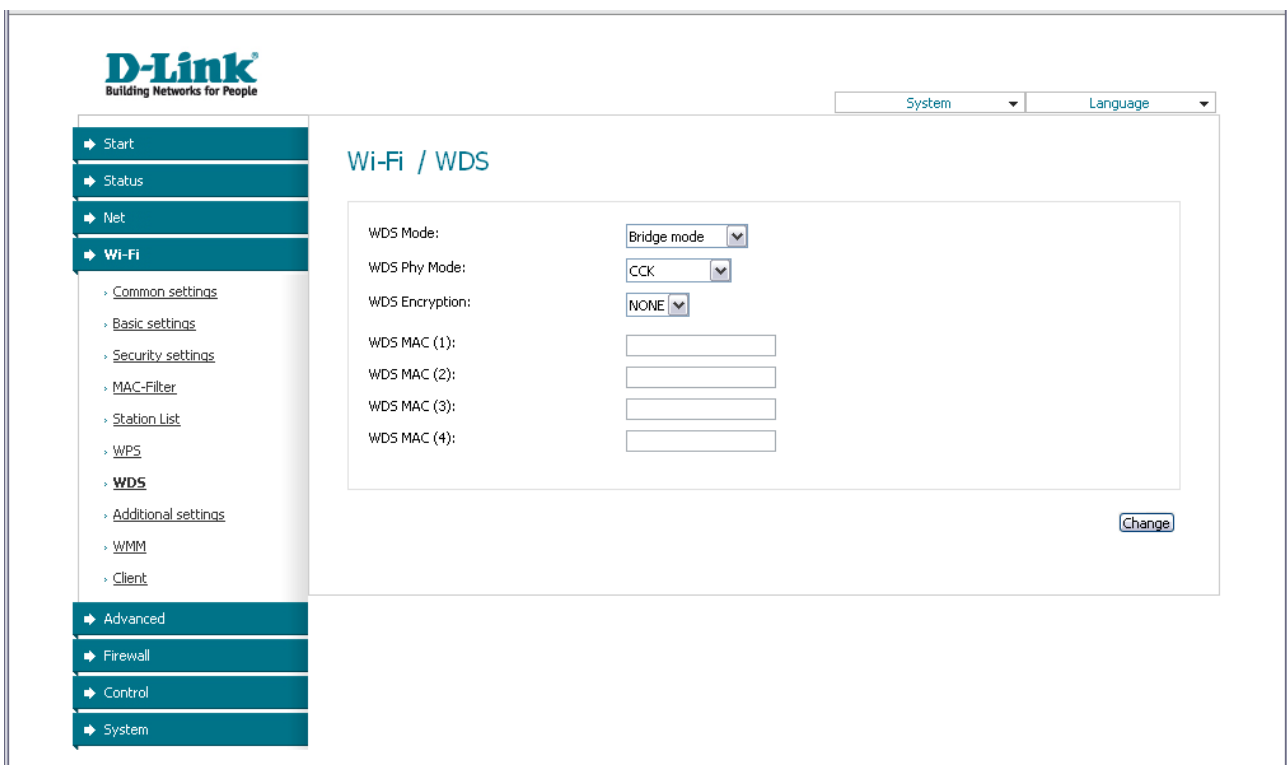 D-Link
Building Networks for People
System
Language
Start
Status
Net
Wi-Fi
Common settings
Basic settings
Security settings
MAC-Filter
Station List
WPS
WDS
Additional settings
WMM
Client
Advanced
Firewall
Control
System
Wi-Fi / WDS
WDS Mode: Bridge mode
WDS Phy Mode: CCK
WDS Encryption: NONE
WDS MAC (1):
WDS MAC (2):
WDS MAC (3):
WDS MAC (4):
Change